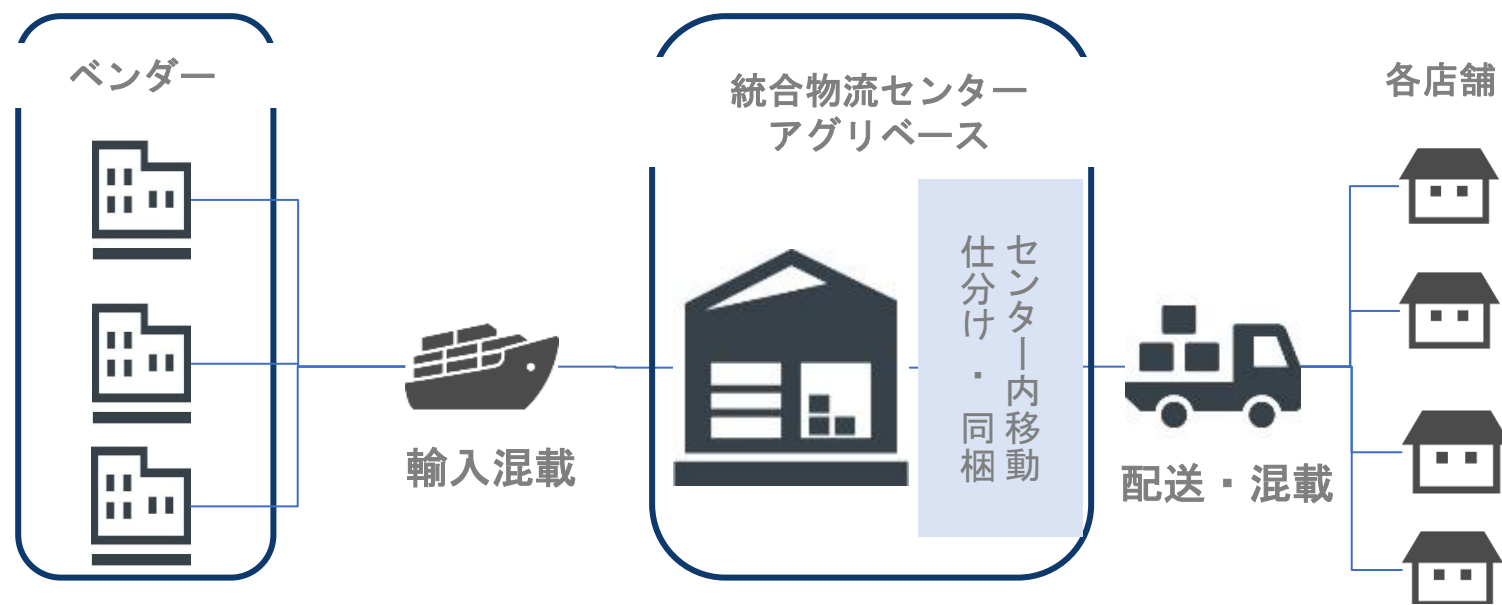 ベンダー
輸入混載
統合物流センター
アグリベース
センター内移動
仕分け・同梱
配送・混載
各店舗